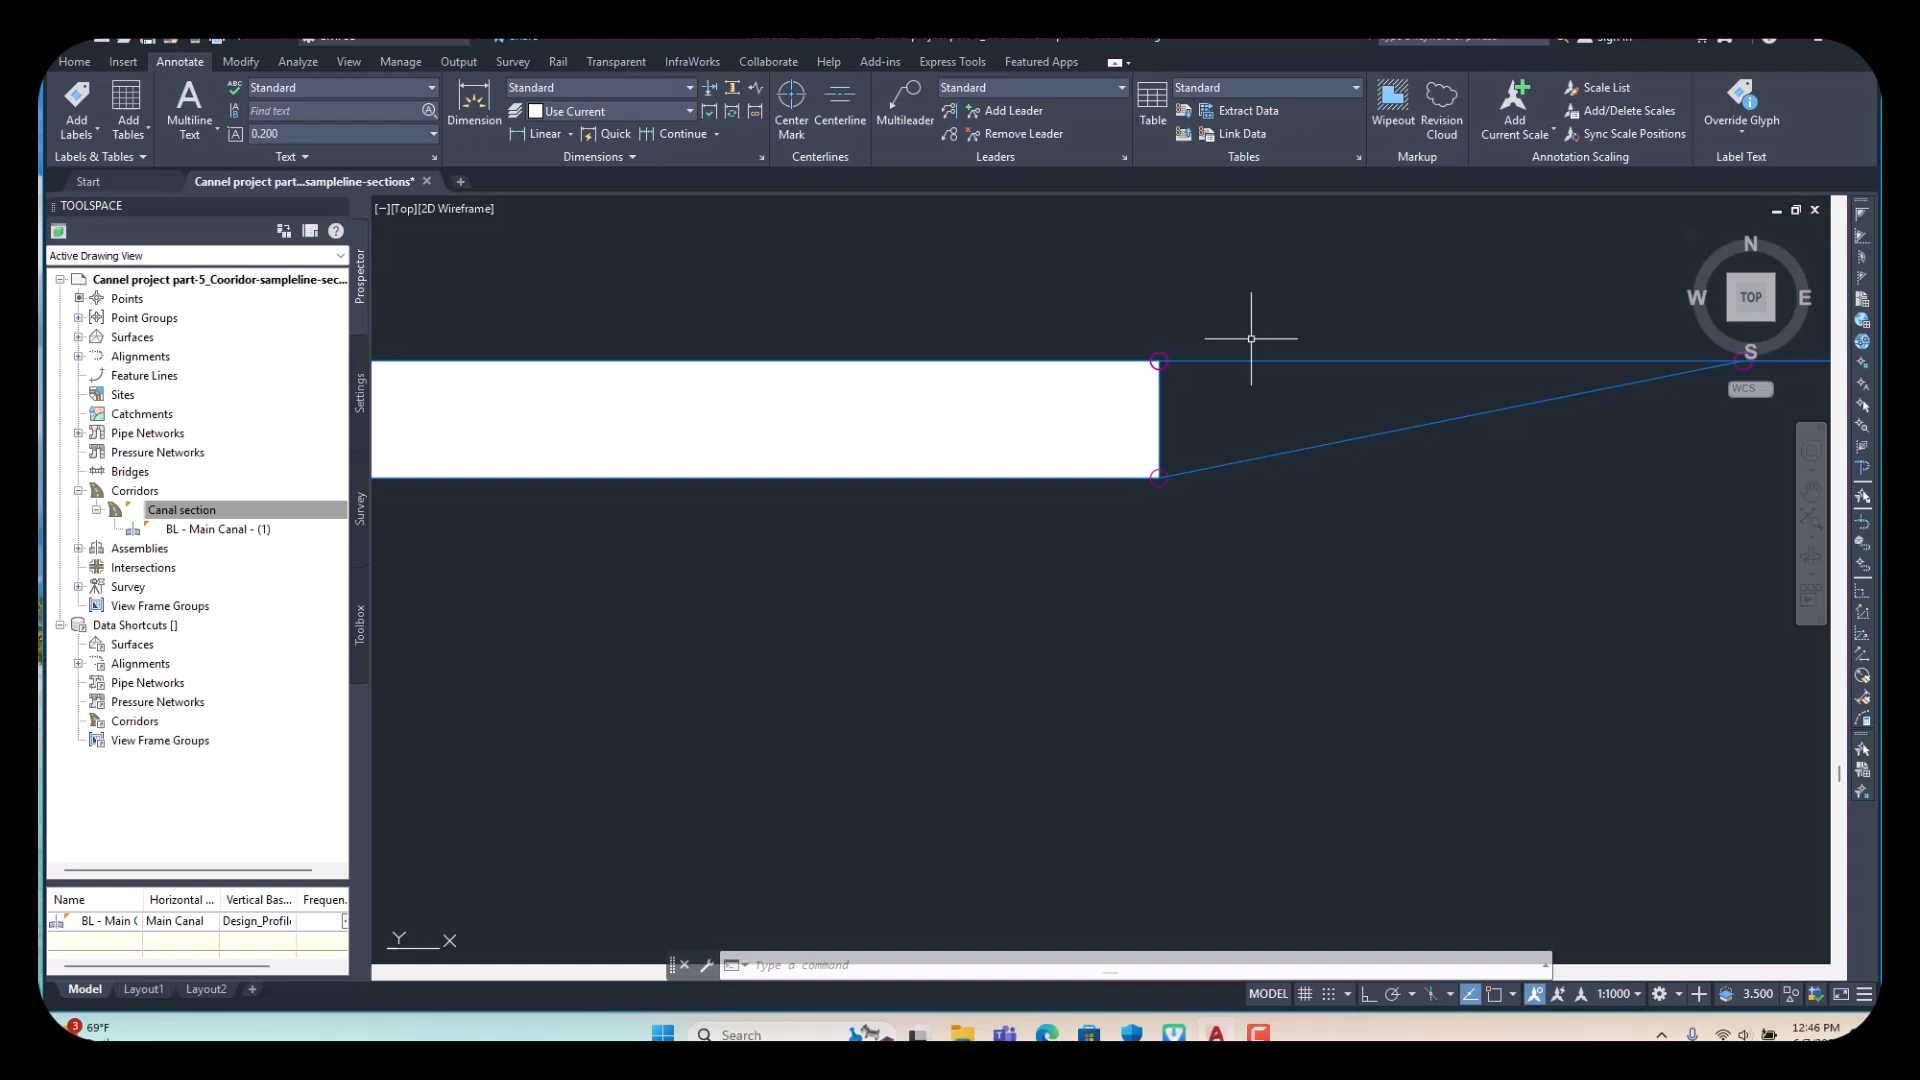 Home Insert Annotate Modify Analyze View Manage Output Survey Rail Transparent InfraWorks Collaborate Help Add-ins Express Tools Featured Apps
Add Labels
Add Tables
Labels & Tables
Multiline Text
ABC Standard
Find text
0.200
Text
Dimension
Standard
Use Current
Linear Quick Continue
Dimensions
Center Mark
Centerline
Centerlines
Multileader
Standard
Add Leader
Remove Leader
Leaders
Table
Standard
Extract Data
Link Data
Tables
Wipeout
Revision Cloud
Markup
Add Current Scale
Scale List
Add/Delete Scales
Sync Scale Positions
Annotation Scaling
Override Glyph
Label Text
Start
Cannel project part...sampleline-sections*
TOOLSPACE
Active Drawing View
Cannel project part-5_Cooridor-sampleline-sec...
Points
Point Groups
Surfaces
Alignments
Feature Lines
Sites
Catchments
Pipe Networks
Pressure Networks
Bridges
Corridors
Canal section
BL - Main Canal - (1)
Assemblies
Intersections
Survey
View Frame Groups
Data Shortcuts []
Surfaces
Alignments
Pipe Networks
Pressure Networks
Corridors
View Frame Groups
Prospector
Settings
Survey
Toolbox
Name Horizontal ... Vertical Bas... Frequen.
BL - Main C Main Canal Design_Profil
[−][Top][2D Wireframe]
N
W TOP E
S
WCS
Y X
Type a command
Model Layout1 Layout2 +
MODEL 1:1000 3.500
3 69°F
Search
12:46 PM